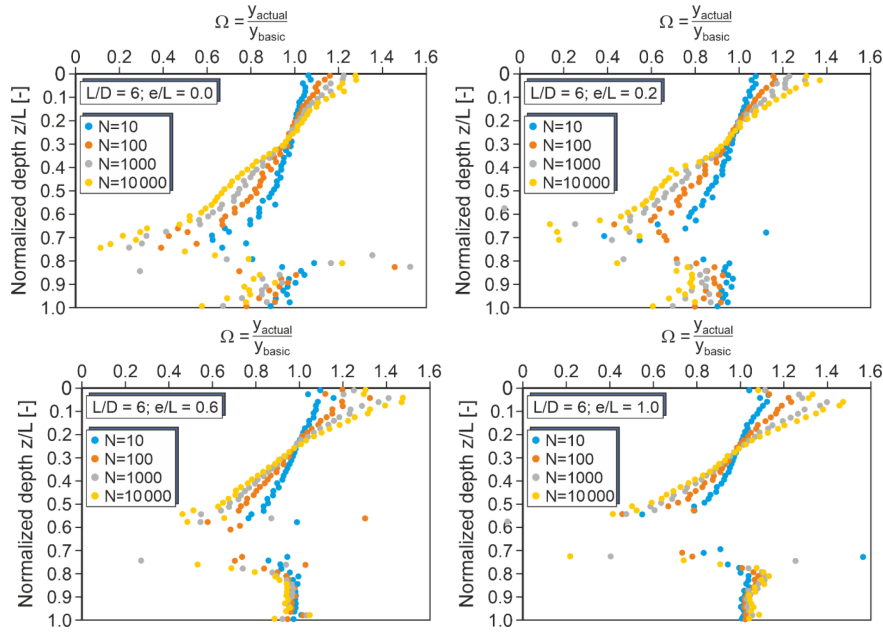 Ω = y_actual / y_basic
0 0.2 0.4 0.6 0.8 1.0 1.2 1.4 1.6
Normalized depth z/L [-]
0
0.1
0.2
0.3
0.4
0.5
0.6
0.7
0.8
0.9
1.0
L/D = 6; e/L = 0.0
N=10
N=100
N=1000
N=10 000
Ω = y_actual / y_basic
0 0.2 0.4 0.6 0.8 1.0 1.2 1.4 1.6
Normalized depth z/L [-]
0
0.1
0.2
0.3
0.4
0.5
0.6
0.7
0.8
0.9
1.0
L/D = 6; e/L = 0.2
N=10
N=100
N=1000
N=10 000
Ω = y_actual / y_basic
0 0.2 0.4 0.6 0.8 1.0 1.2 1.4 1.6
Normalized depth z/L [-]
0
0.1
0.2
0.3
0.4
0.5
0.6
0.7
0.8
0.9
1.0
L/D = 6; e/L = 0.6
N=10
N=100
N=1000
N=10 000
Ω = y_actual / y_basic
0 0.2 0.4 0.6 0.8 1.0 1.2 1.4 1.6
Normalized depth z/L [-]
0
0.1
0.2
0.3
0.4
0.5
0.6
0.7
0.8
0.9
1.0
L/D = 6; e/L = 1.0
N=10
N=100
N=1000
N=10 000